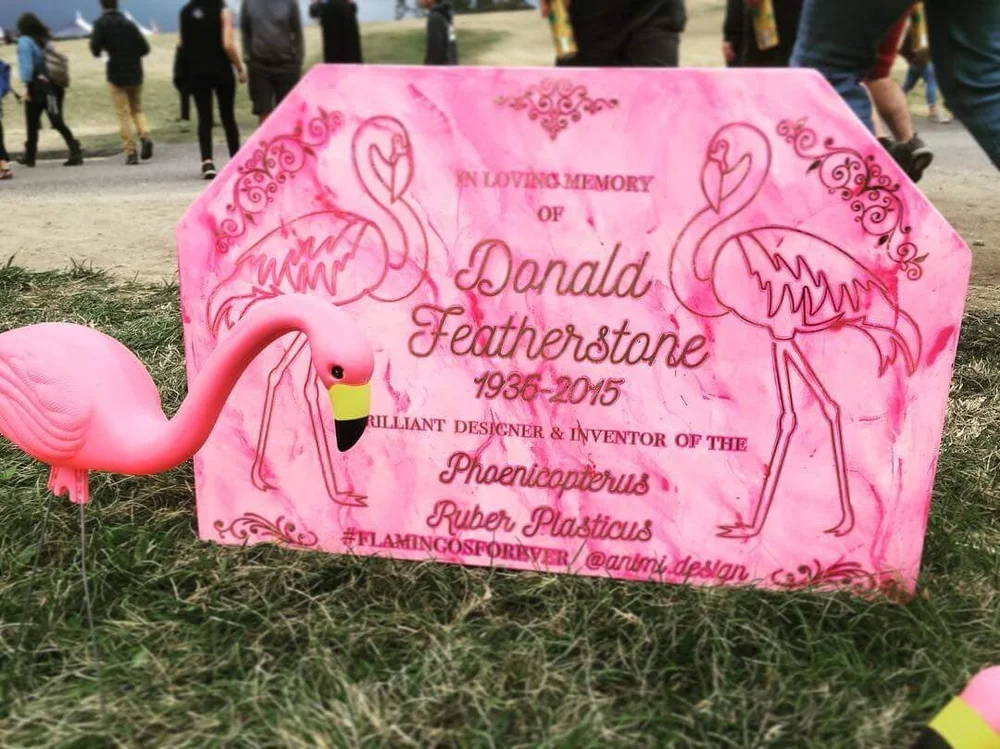 IN LOVING MEMORY
OF
Donald
Featherstone
1936-2015
RILLIANT DESIGNER & INVENTOR OF THE
Phoenicopterus
Ruber Plasticus
#FLAMINGOSFOREVER / @animi.design